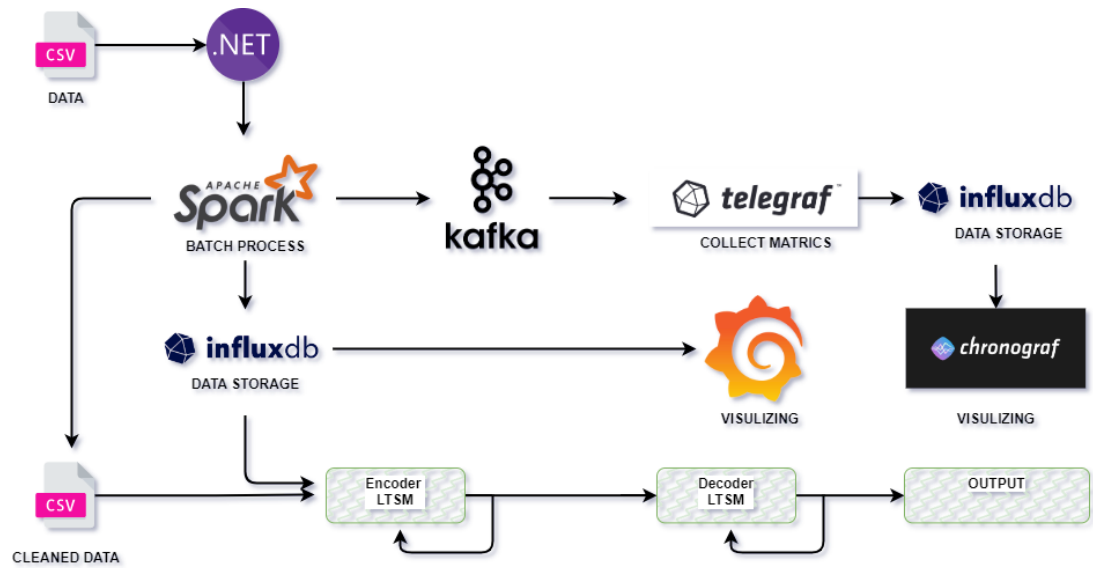 CSV
DATA
.NET
APACHE
Spark
BATCH PROCESS
kafka
telegraf™
COLLECT MATRICS
influxdb
DATA STORAGE
influxdb
DATA STORAGE
VISULIZING
chronograf
VISULIZING
CSV
CLEANED DATA
Encoder
LTSM
Decoder
LTSM
OUTPUT